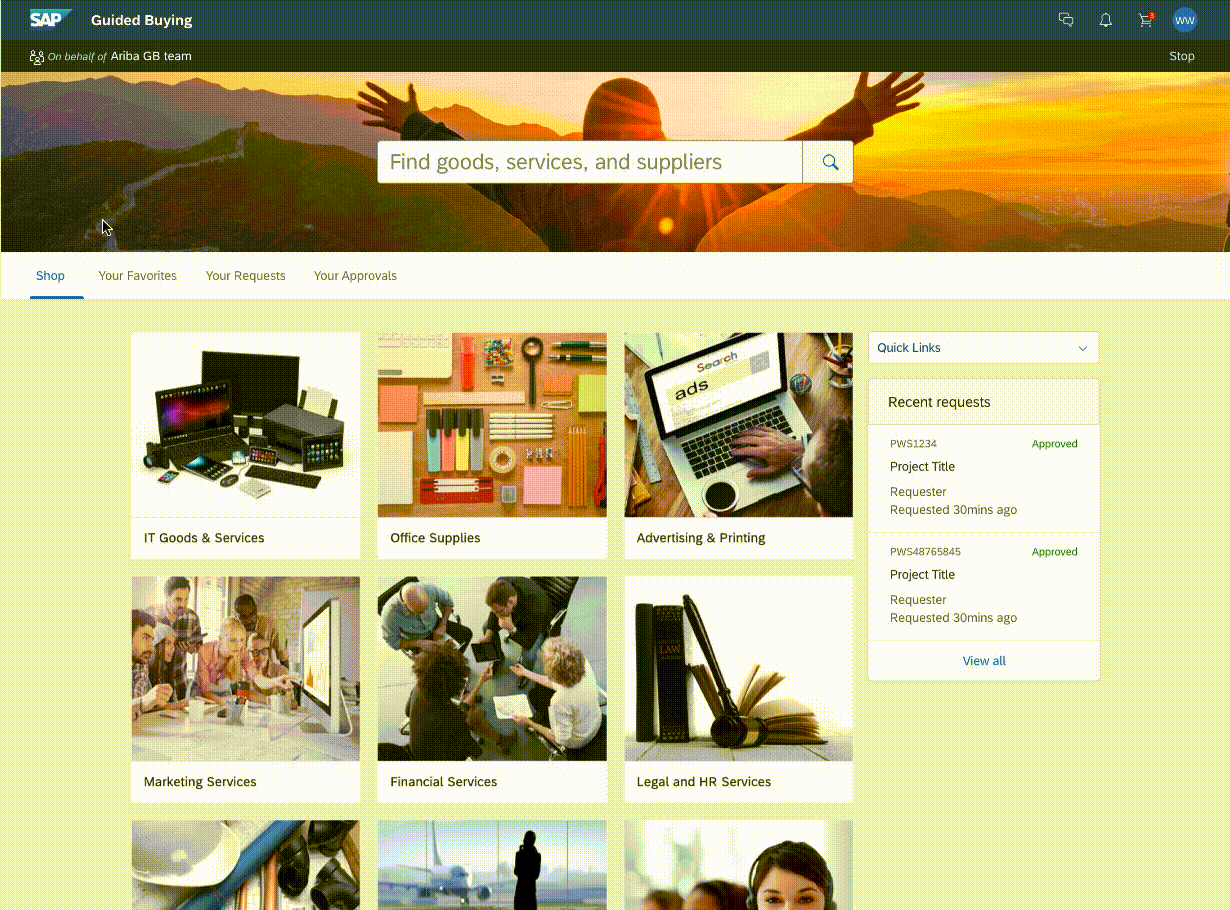 SAP Guided Buying
3
WW
On behalf of Ariba GB team
Stop
Find goods, services, and suppliers
Shop
Your Favorites
Your Requests
Your Approvals
IT Goods & Services
Office Supplies
Search
ads
Advertising & Printing
Quick Links
Recent requests
PWS1234 Approved
Project Title
Requester
Requested 30mins ago
PWS48765845 Approved
Project Title
Requester
Requested 30mins ago
View all
Marketing Services
Financial Services
LAW
Legal and HR Services